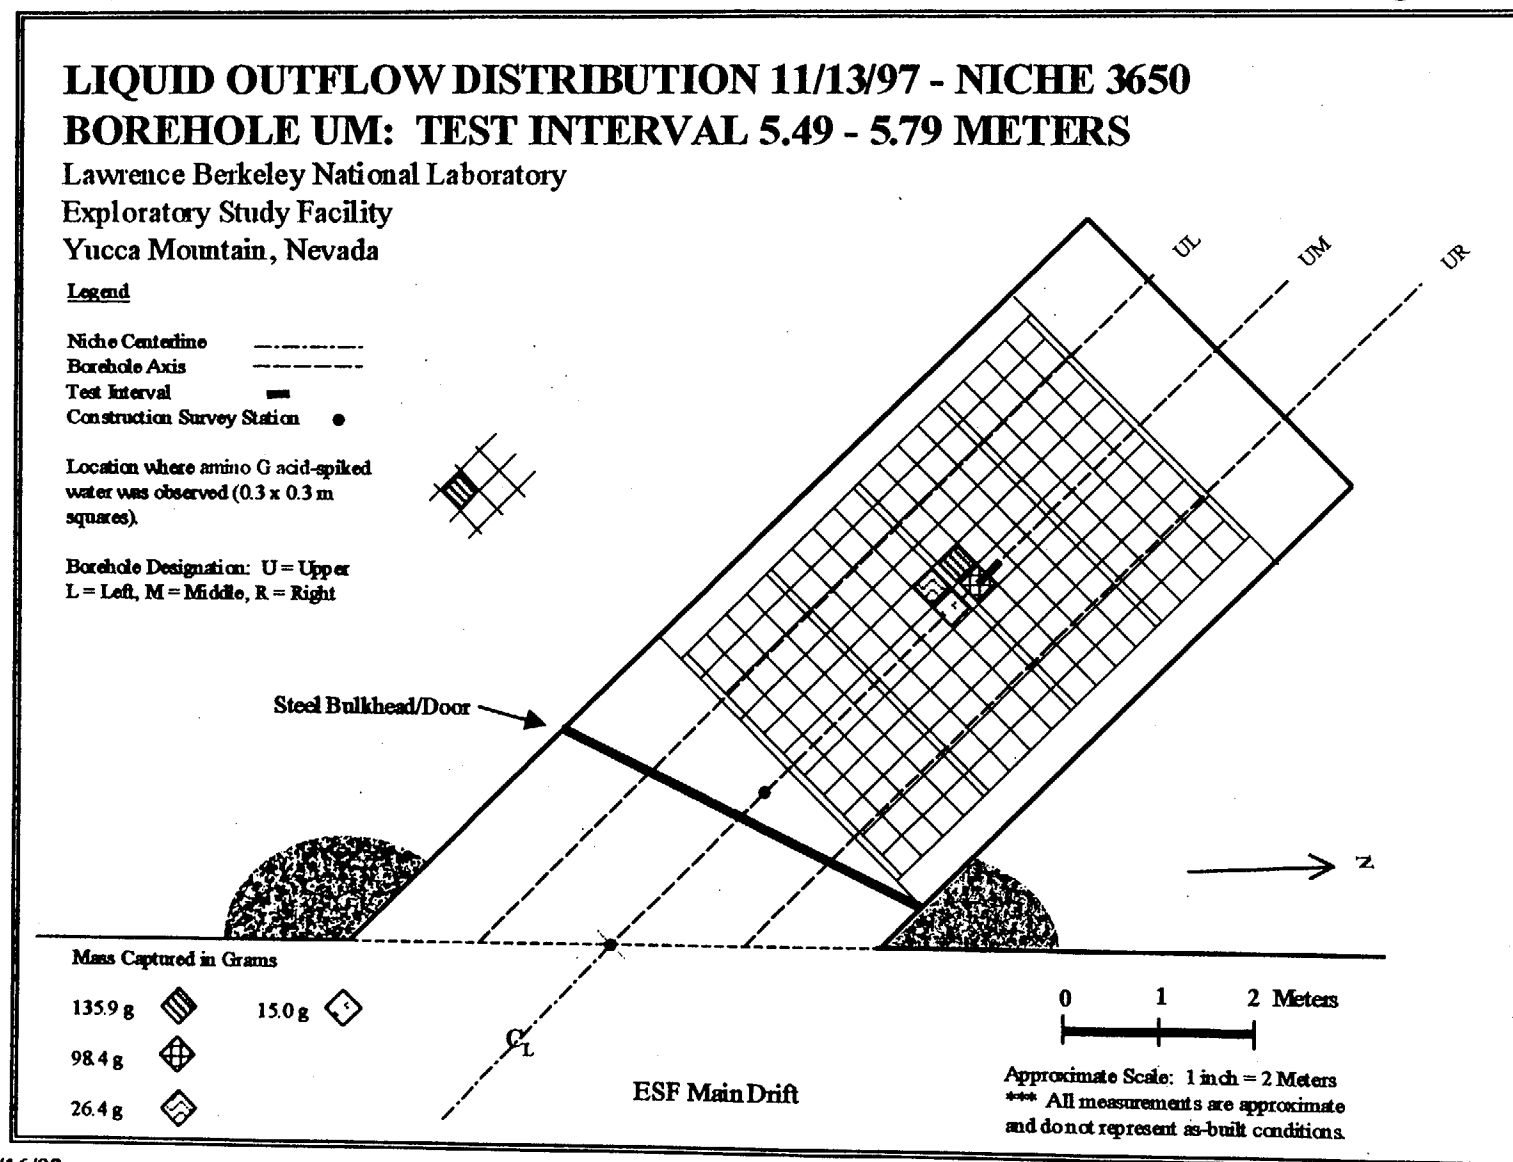 LIQUID OUTFLOW DISTRIBUTION 11/13/97 - NICHE 3650
BOREHOLE UM: TEST INTERVAL 5.49 - 5.79 METERS
Lawrence Berkeley National Laboratory
Exploratory Study Facility
Yucca Mountain, Nevada
Legend
Niche Centerline
Borehole Axis
Test Interval
Construction Survey Station
Location where amino G acid-spiked
water was observed (0.3 x 0.3 m
squares).
Borehole Designation: U = Upper
L = Left, M = Middle, R = Right
UL
UM
UR
Steel Bulkhead/Door
N
Mass Captured in Grams
135.9 g
15.0 g
98.4 g
26.4 g
CL
ESF Main Drift
0 1 2 Meters
Approximate Scale: 1 inch = 2 Meters
*** All measurements are approximate
and do not represent as-built conditions.